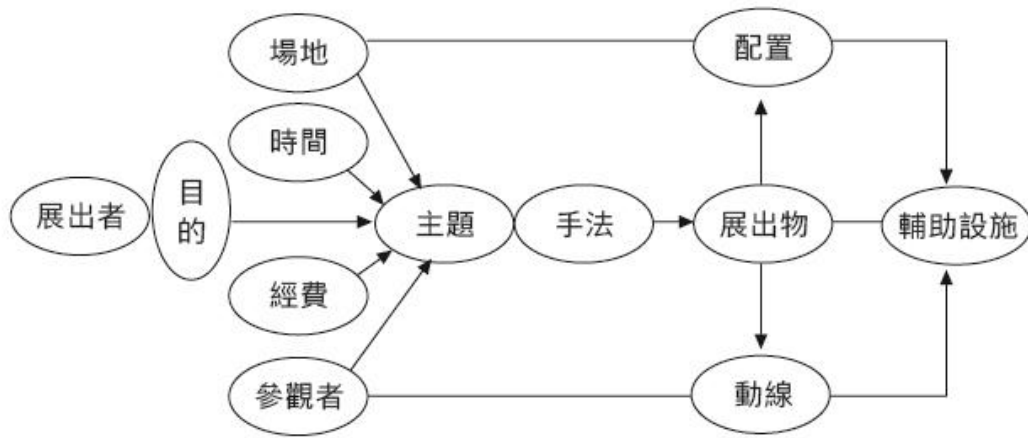 場地
配置
時間
目
的
展出者
主題
手法
展出物
輔助設施
經費
參觀者
動線